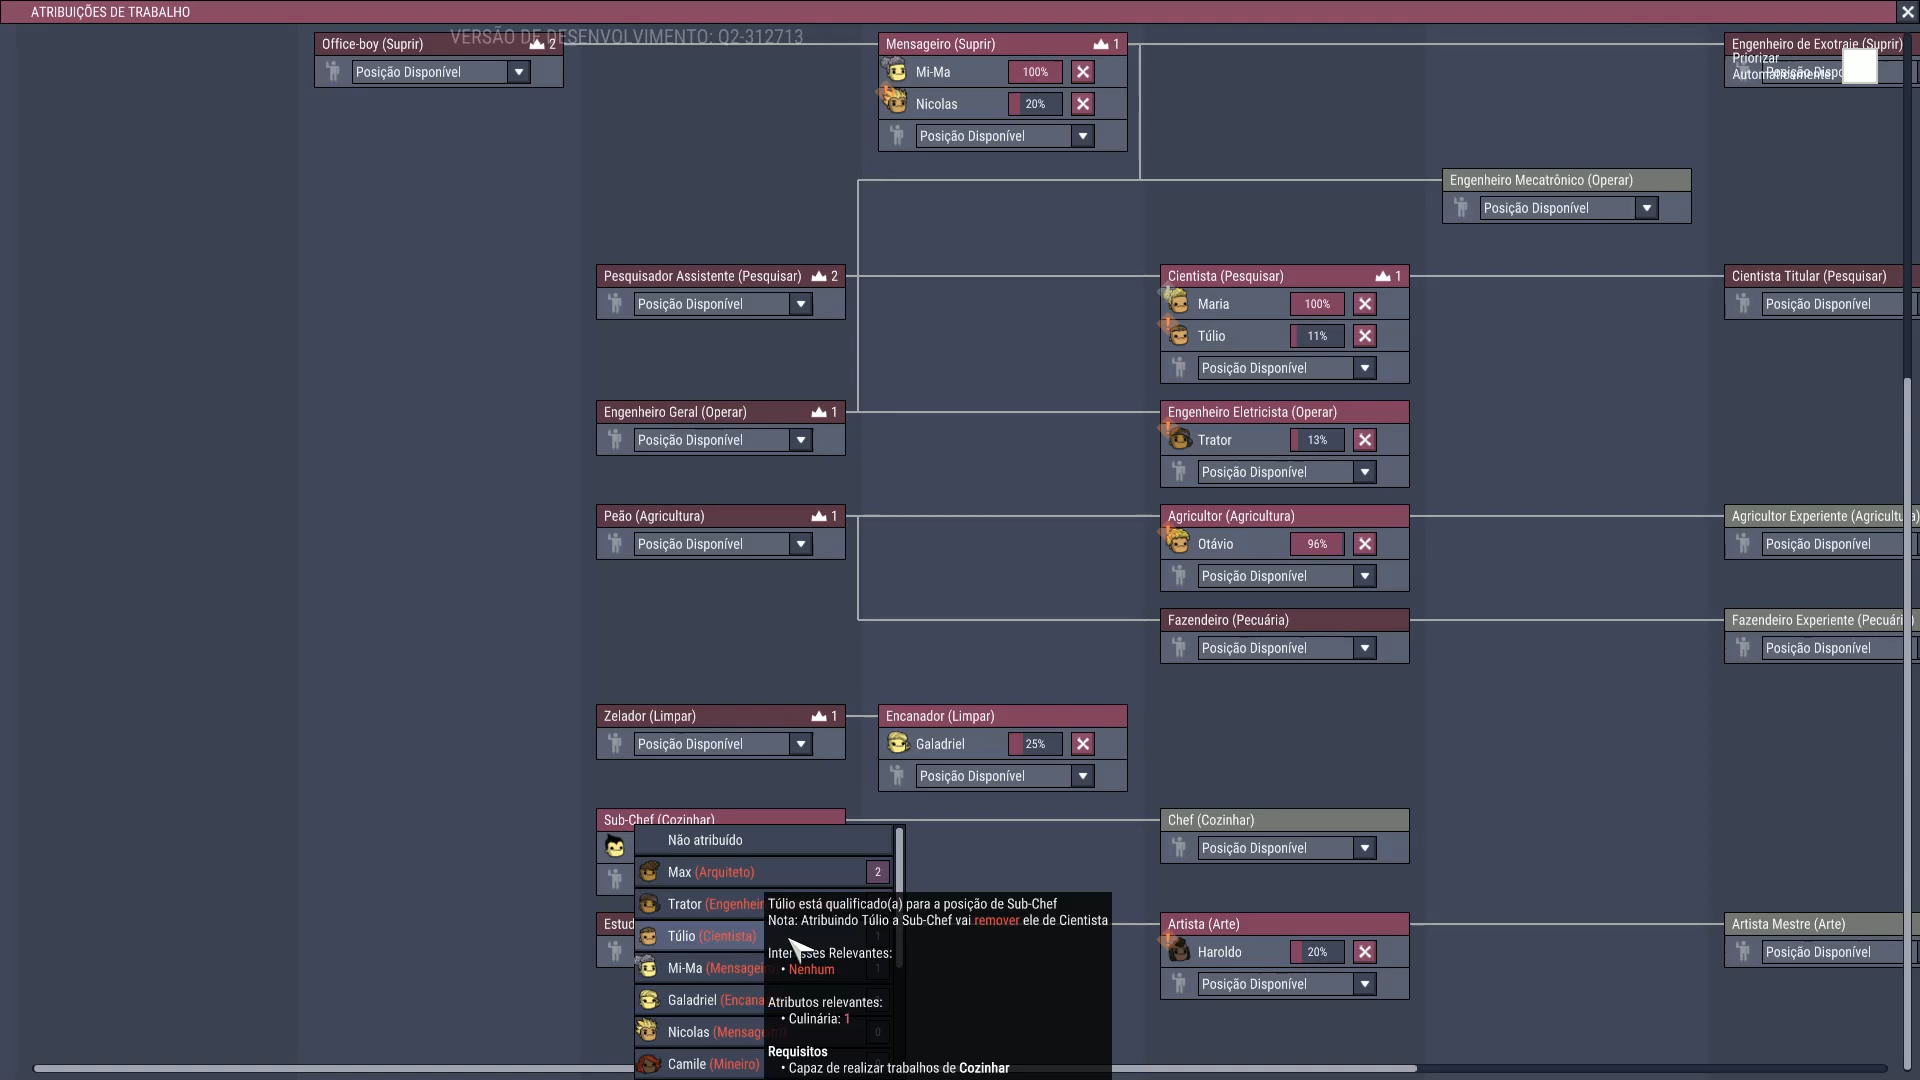 ATRIBUIÇÕES DE TRABALHO
VERSÃO DE DESENVOLVIMENTO: Q2-312713
Office-boy (Suprir) 2
Posição Disponível
Mensageiro (Suprir) 1
Mi-Ma 100%
Nicolas 20%
Posição Disponível
Engenheiro de Exotraje (Suprir)
Priorizar
Automaticamente
Engenheiro Mecatrônico (Operar)
Posição Disponível
Pesquisador Assistente (Pesquisar) 2
Posição Disponível
Cientista (Pesquisar) 1
Maria 100%
Túlio 11%
Posição Disponível
Cientista Titular (Pesquisar)
Posição Disponível
Engenheiro Geral (Operar) 1
Posição Disponível
Engenheiro Eletricista (Operar)
Trator 13%
Posição Disponível
Peão (Agricultura) 1
Posição Disponível
Agricultor (Agricultura)
Otávio 96%
Posição Disponível
Agricultor Experiente (Agricultura)
Posição Disponível
Fazendeiro (Pecuária)
Posição Disponível
Fazendeiro Experiente
Posição Disponível
Zelador (Limpar) 1
Posição Disponível
Encanador (Limpar)
Galadriel 25%
Posição Disponível
Sub-Chef (Cozinhar)
Chef (Cozinhar)
Posição Disponível
Não atribuído
Max (Arquiteto) 2
Trator
Túlio (Cientista) 1
Mi-Ma 1
Galadriel
Nicolas 0
Camile (Mineiro)
Túlio está qualificado(a) para a posição de Sub-Chef
Nota: Atribuindo Túlio a Sub-Chef vai remover ele de Cientista
Relevantes:
• Nenhum
Atributos relevantes:
• Culinária: 1
Requisitos
• Capaz de realizar trabalhos de Cozinhar
Artista (Arte)
Haroldo 20%
Posição Disponível
Artista Mestre (Arte)
Posição Disponível